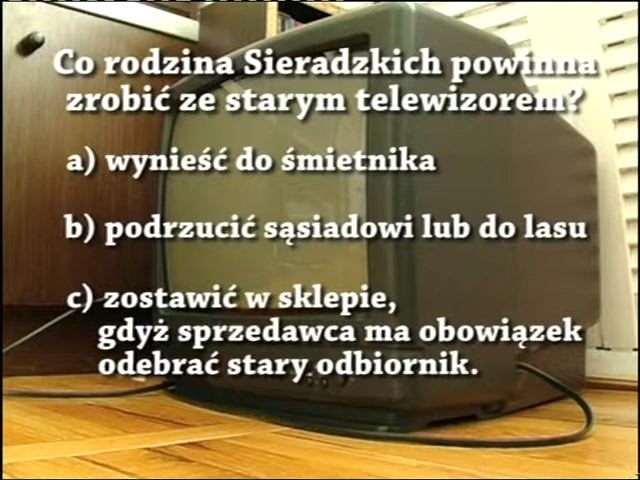 Co rodzina Sieradzkich powinna
zrobić ze starym telewizorem?
a) wynieść do śmietnika
b) podrzucić sąsiadowi lub do lasu
c) zostawić w sklepie,
gdyż sprzedawca ma obowiązek
odebrać stary odbiornik.